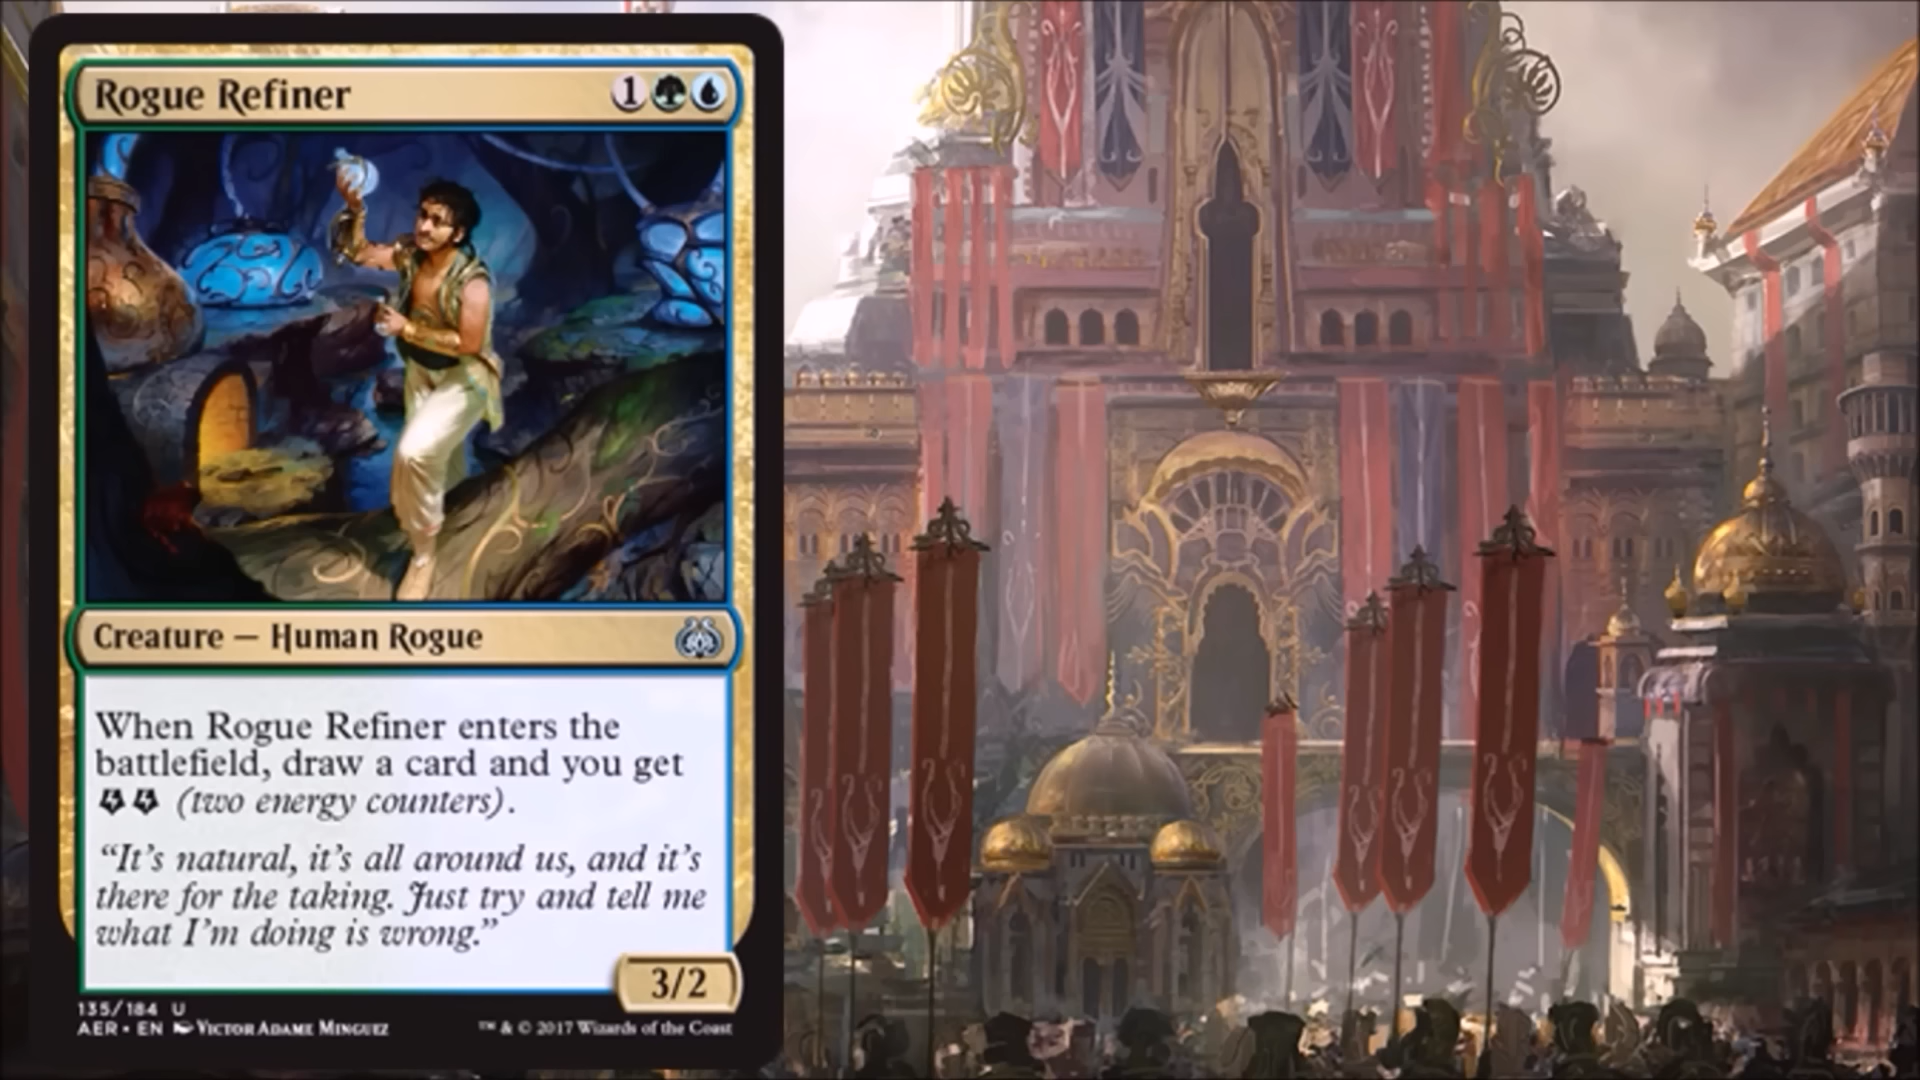 Rogue Refiner 1
Creature — Human Rogue
When Rogue Refiner enters the
battlefield, draw a card and you get
(two energy counters).
“It’s natural, it’s all around us, and it’s
there for the taking. Just try and tell me
what I’m doing is wrong.”
3/2
135/184 U
AER • EN Victor Adame Minguez
™ & © 2017 Wizards of the Coast